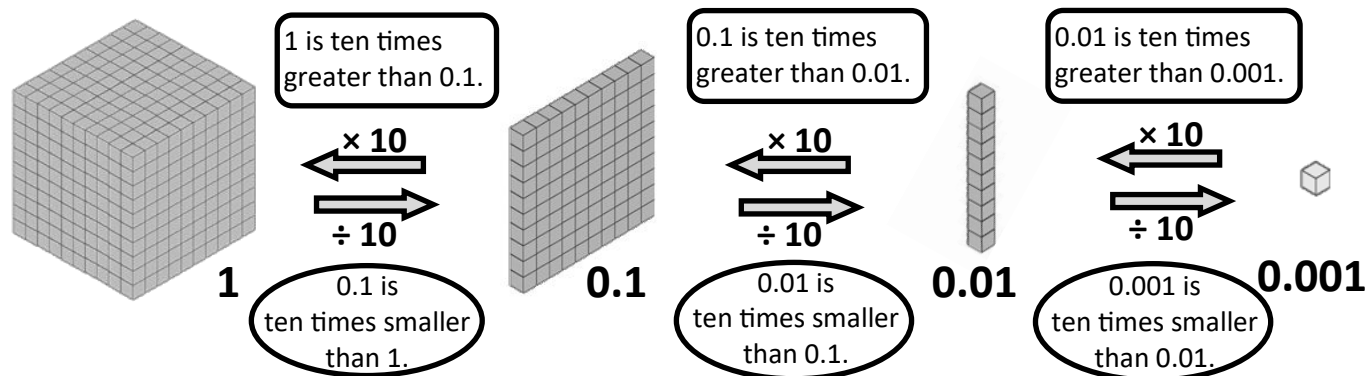 1 is ten times
greater than 0.1.
0.1 is ten times
greater than 0.01.
0.01 is ten times
greater than 0.001.
× 10
× 10
× 10
÷ 10
÷ 10
÷ 10
1
0.1
0.01
0.001
0.1 is
ten times smaller
than 1.
0.01 is
ten times smaller
than 0.1.
0.001 is
ten times smaller
than 0.01.